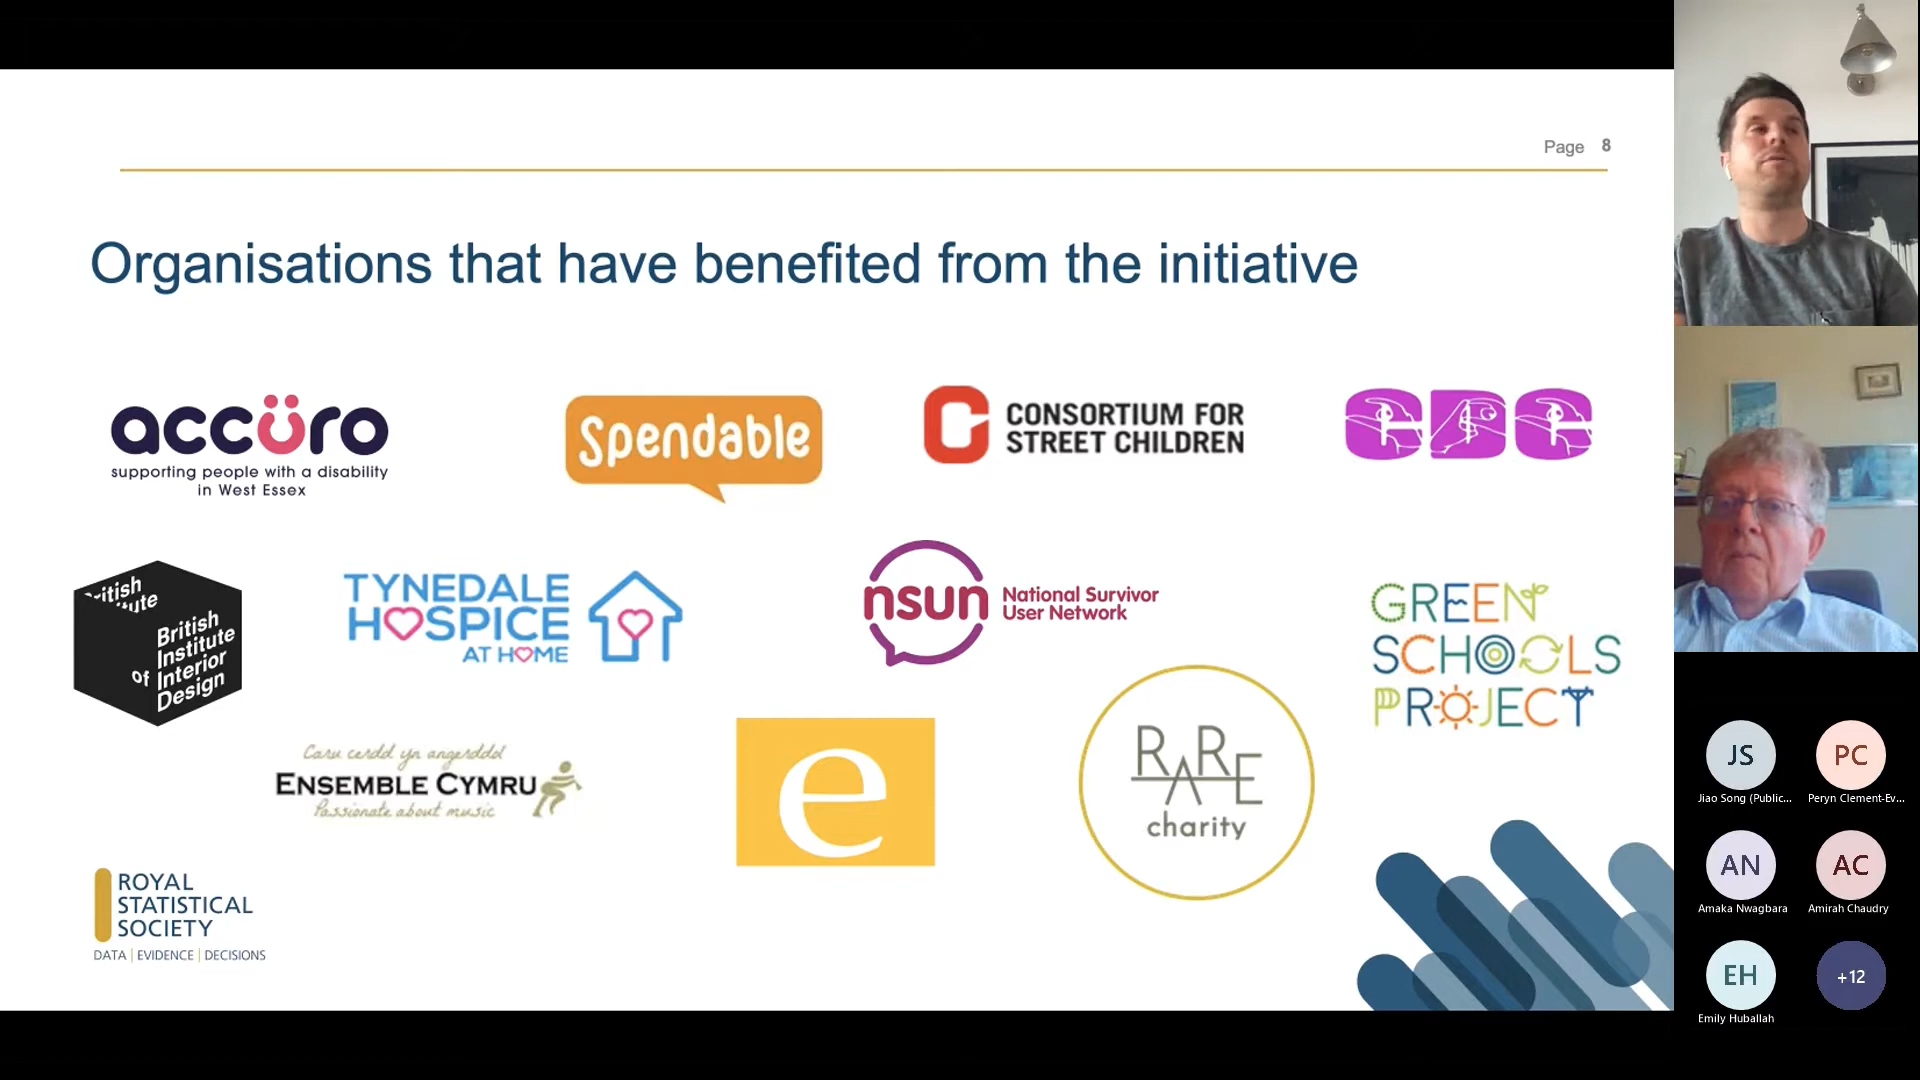 Page 8
Organisations that have benefited from the initiative
accüro
supporting people with a disability
in West Essex
Spendable
CONSORTIUM FOR
STREET CHILDREN
British
Institute
of Interior
Design
TYNEDALE
HOSPICE
AT HOME
nsun
National Survivor
User Network
GREEN
SCHOOLS
PROJECT
Caru cerdd yn angerddol
ENSEMBLE CYMRU
Passionate about music
e
RARE
charity
ROYAL
STATISTICAL
SOCIETY
DATA | EVIDENCE | DECISIONS
JS
Jiao Song (Public...
PC
Peryn Clement-Ev...
AN
Amaka Nwagbara
AC
Amirah Chaudry
EH
Emily Huballah
+12